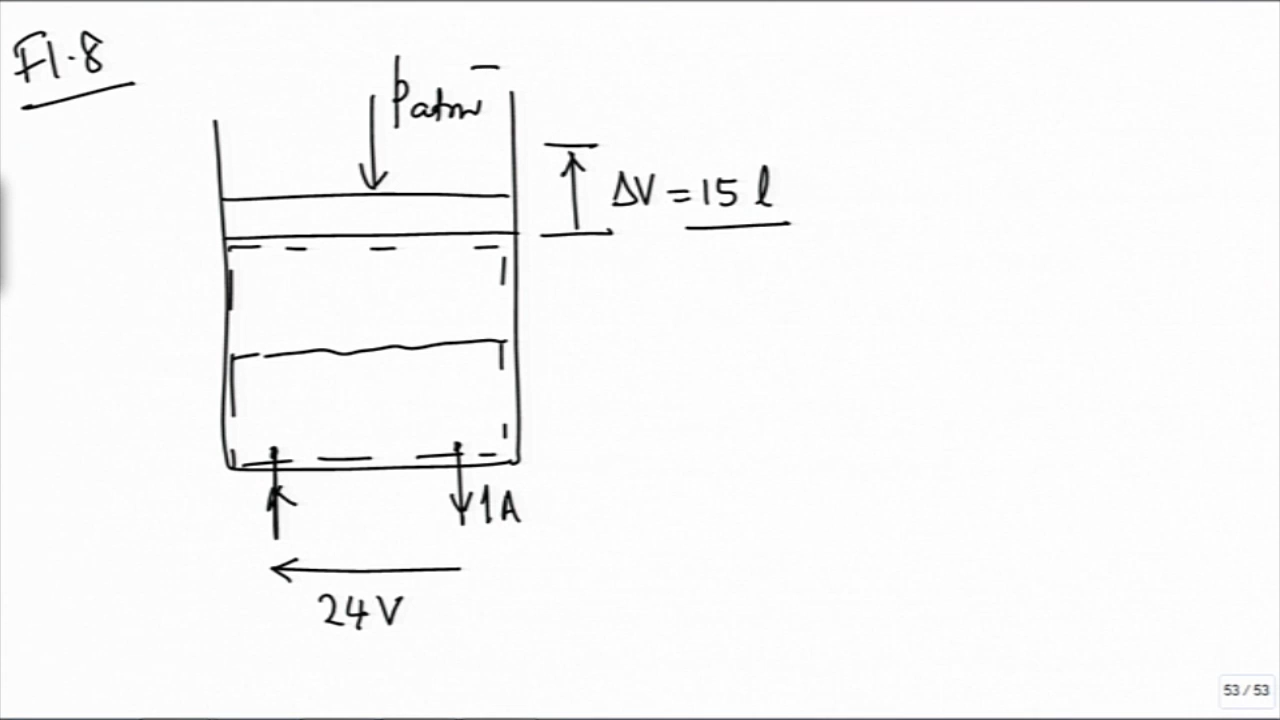 F1.8
Patm
ΔV = 15 l
1A
24V
53 / 53